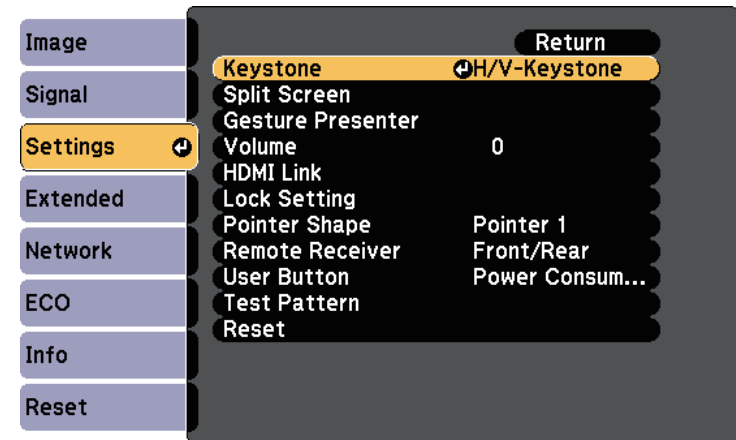 Image
Signal
Settings
Extended
Network
ECO
Info
Reset
Return
Keystone H/V-Keystone
Split Screen
Gesture Presenter
Volume 0
HDMI Link
Lock Setting
Pointer Shape Pointer 1
Remote Receiver Front/Rear
User Button Power Consum...
Test Pattern
Reset